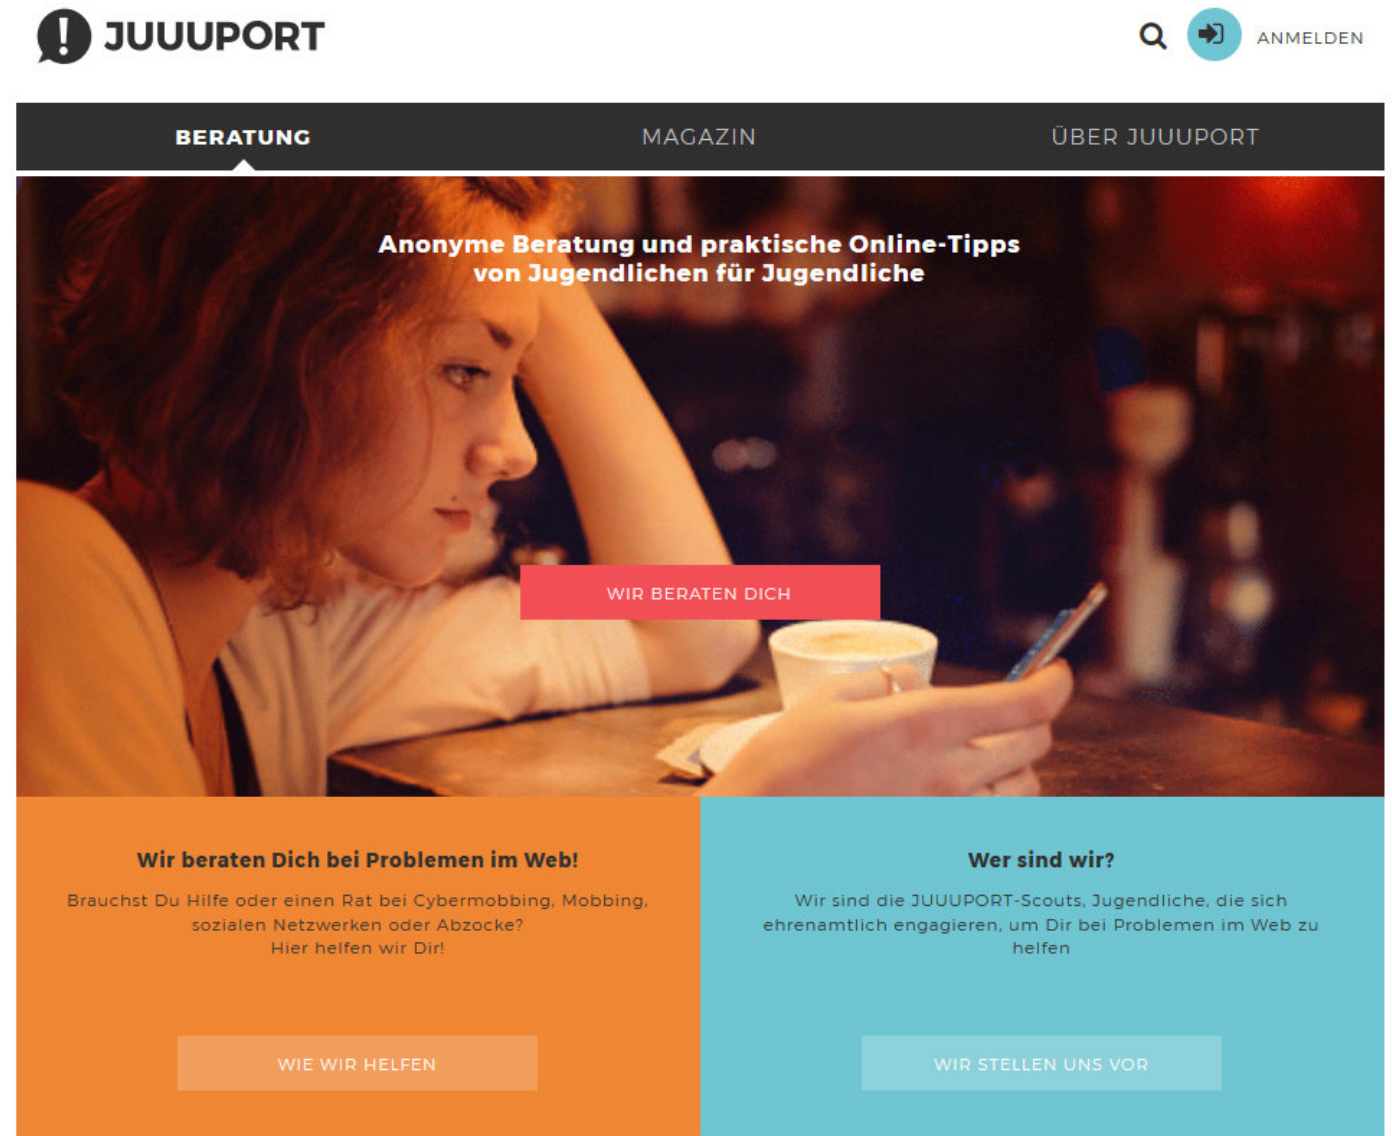 JUUUPORT
ANMELDEN
BERATUNG
MAGAZIN
ÜBER JUUUPORT
Anonyme Beratung und praktische Online-Tipps
von Jugendlichen für Jugendliche
WIR BERATEN DICH
Wir beraten Dich bei Problemen im Web!
Brauchst Du Hilfe oder einen Rat bei Cybermobbing, Mobbing,
sozialen Netzwerken oder Abzocke?
Hier helfen wir Dir!
WIE WIR HELFEN
Wer sind wir?
Wir sind die JUUUPORT-Scouts, Jugendliche, die sich
ehrenamtlich engagieren, um Dir bei Problemen im Web zu
helfen
WIR STELLEN UNS VOR